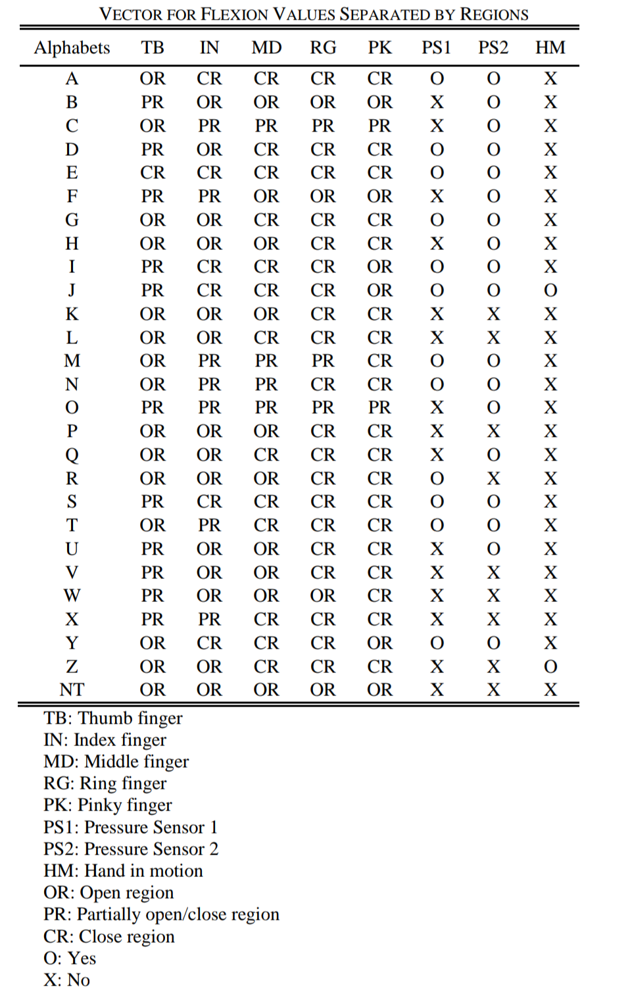 VECTOR FOR FLEXION VALUES SEPARATED BY REGIONS
Alphabets TB IN MD RG PK PS1 PS2 HM
A OR CR CR CR CR O O X
B PR OR OR OR OR X O X
C OR PR PR PR PR X O X
D PR OR CR CR CR O O X
E CR CR CR CR CR O O X
F PR PR OR OR OR X O X
G OR OR CR CR CR O O X
H OR OR OR CR CR X O X
I PR CR CR CR OR O O X
J PR CR CR CR OR O O O
K OR OR OR CR CR X X X
L OR OR CR CR CR X X X
M OR PR PR PR CR O O X
N OR PR PR CR CR O O X
O PR PR PR PR PR X O X
P OR OR OR CR CR X X X
Q OR OR CR CR CR X O X
R OR OR OR CR CR O X X
S PR CR CR CR CR O O X
T OR PR CR CR CR O O X
U PR OR OR CR CR X O X
V PR OR OR CR CR X X X
W PR OR OR OR CR X X X
X PR PR CR CR CR X X X
Y OR CR CR CR OR O O X
Z OR OR CR CR CR X X O
NT OR OR OR OR OR X X X
TB: Thumb finger
IN: Index finger
MD: Middle finger
RG: Ring finger
PK: Pinky finger
PS1: Pressure Sensor 1
PS2: Pressure Sensor 2
HM: Hand in motion
OR: Open region
PR: Partially open/close region
CR: Close region
O: Yes
X: No